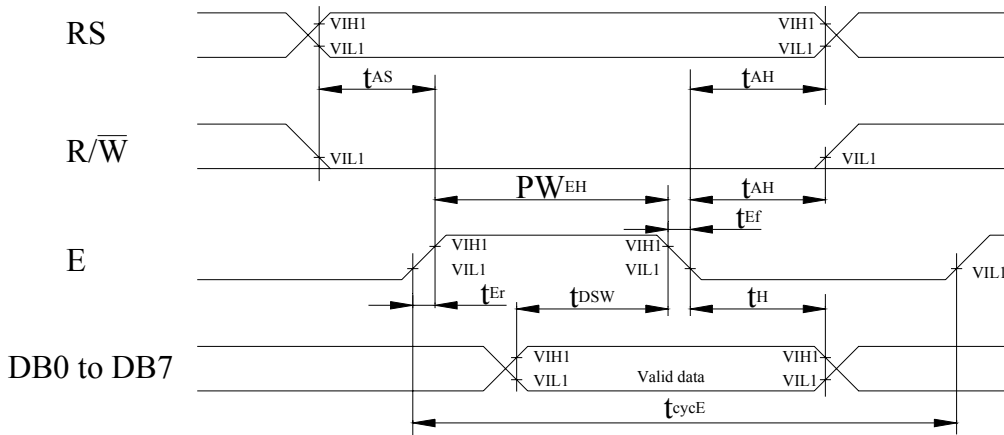 RS
VIH1
VIL1
VIH1
VIL1
tAS
tAH
R/W̅
VIL1
VIL1
PWEH
tAH
tEf
E
VIH1
VIL1
VIH1
VIL1
VIL1
tEr
tDSW
tH
DB0 to DB7
VIH1
VIL1
Valid data
VIH1
VIL1
tcycE